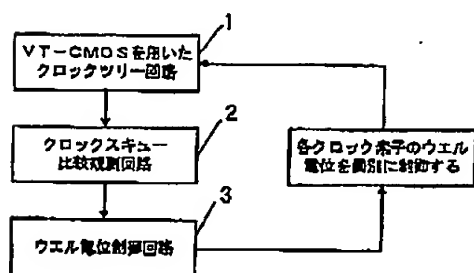 1
VT-CMOSを用いた
クロックツリー回路
2
クロックスキュー
比較観測回路
各クロック素子のウエル
電位を個別に制御する
3
ウエル電位制御回路